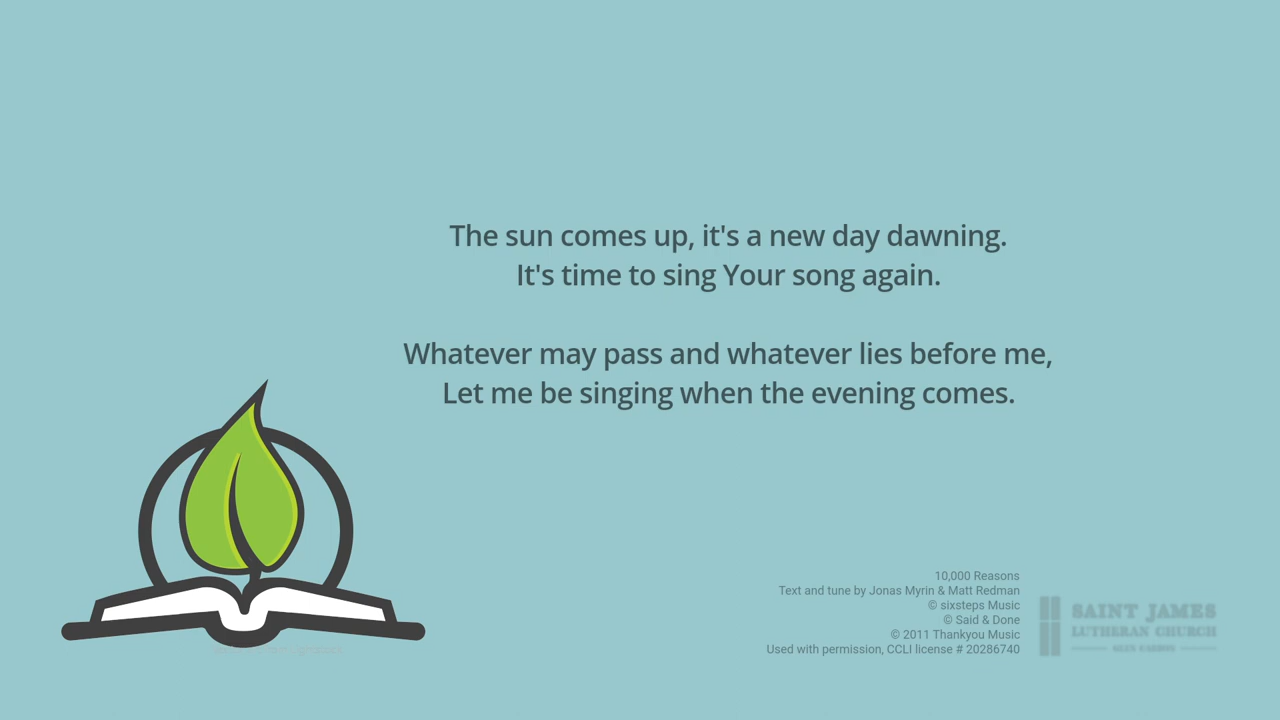 The sun comes up, it's a new day dawning.
It's time to sing Your song again.
Whatever may pass and whatever lies before me,
Let me be singing when the evening comes.
10,000 Reasons
Text and tune by Jonas Myrin & Matt Redman
© sixsteps Music
© Said & Done
© 2011 Thankyou Music
Used with permission, CCLI license # 20286740
SAINT JAMES
LUTHERAN CHURCH